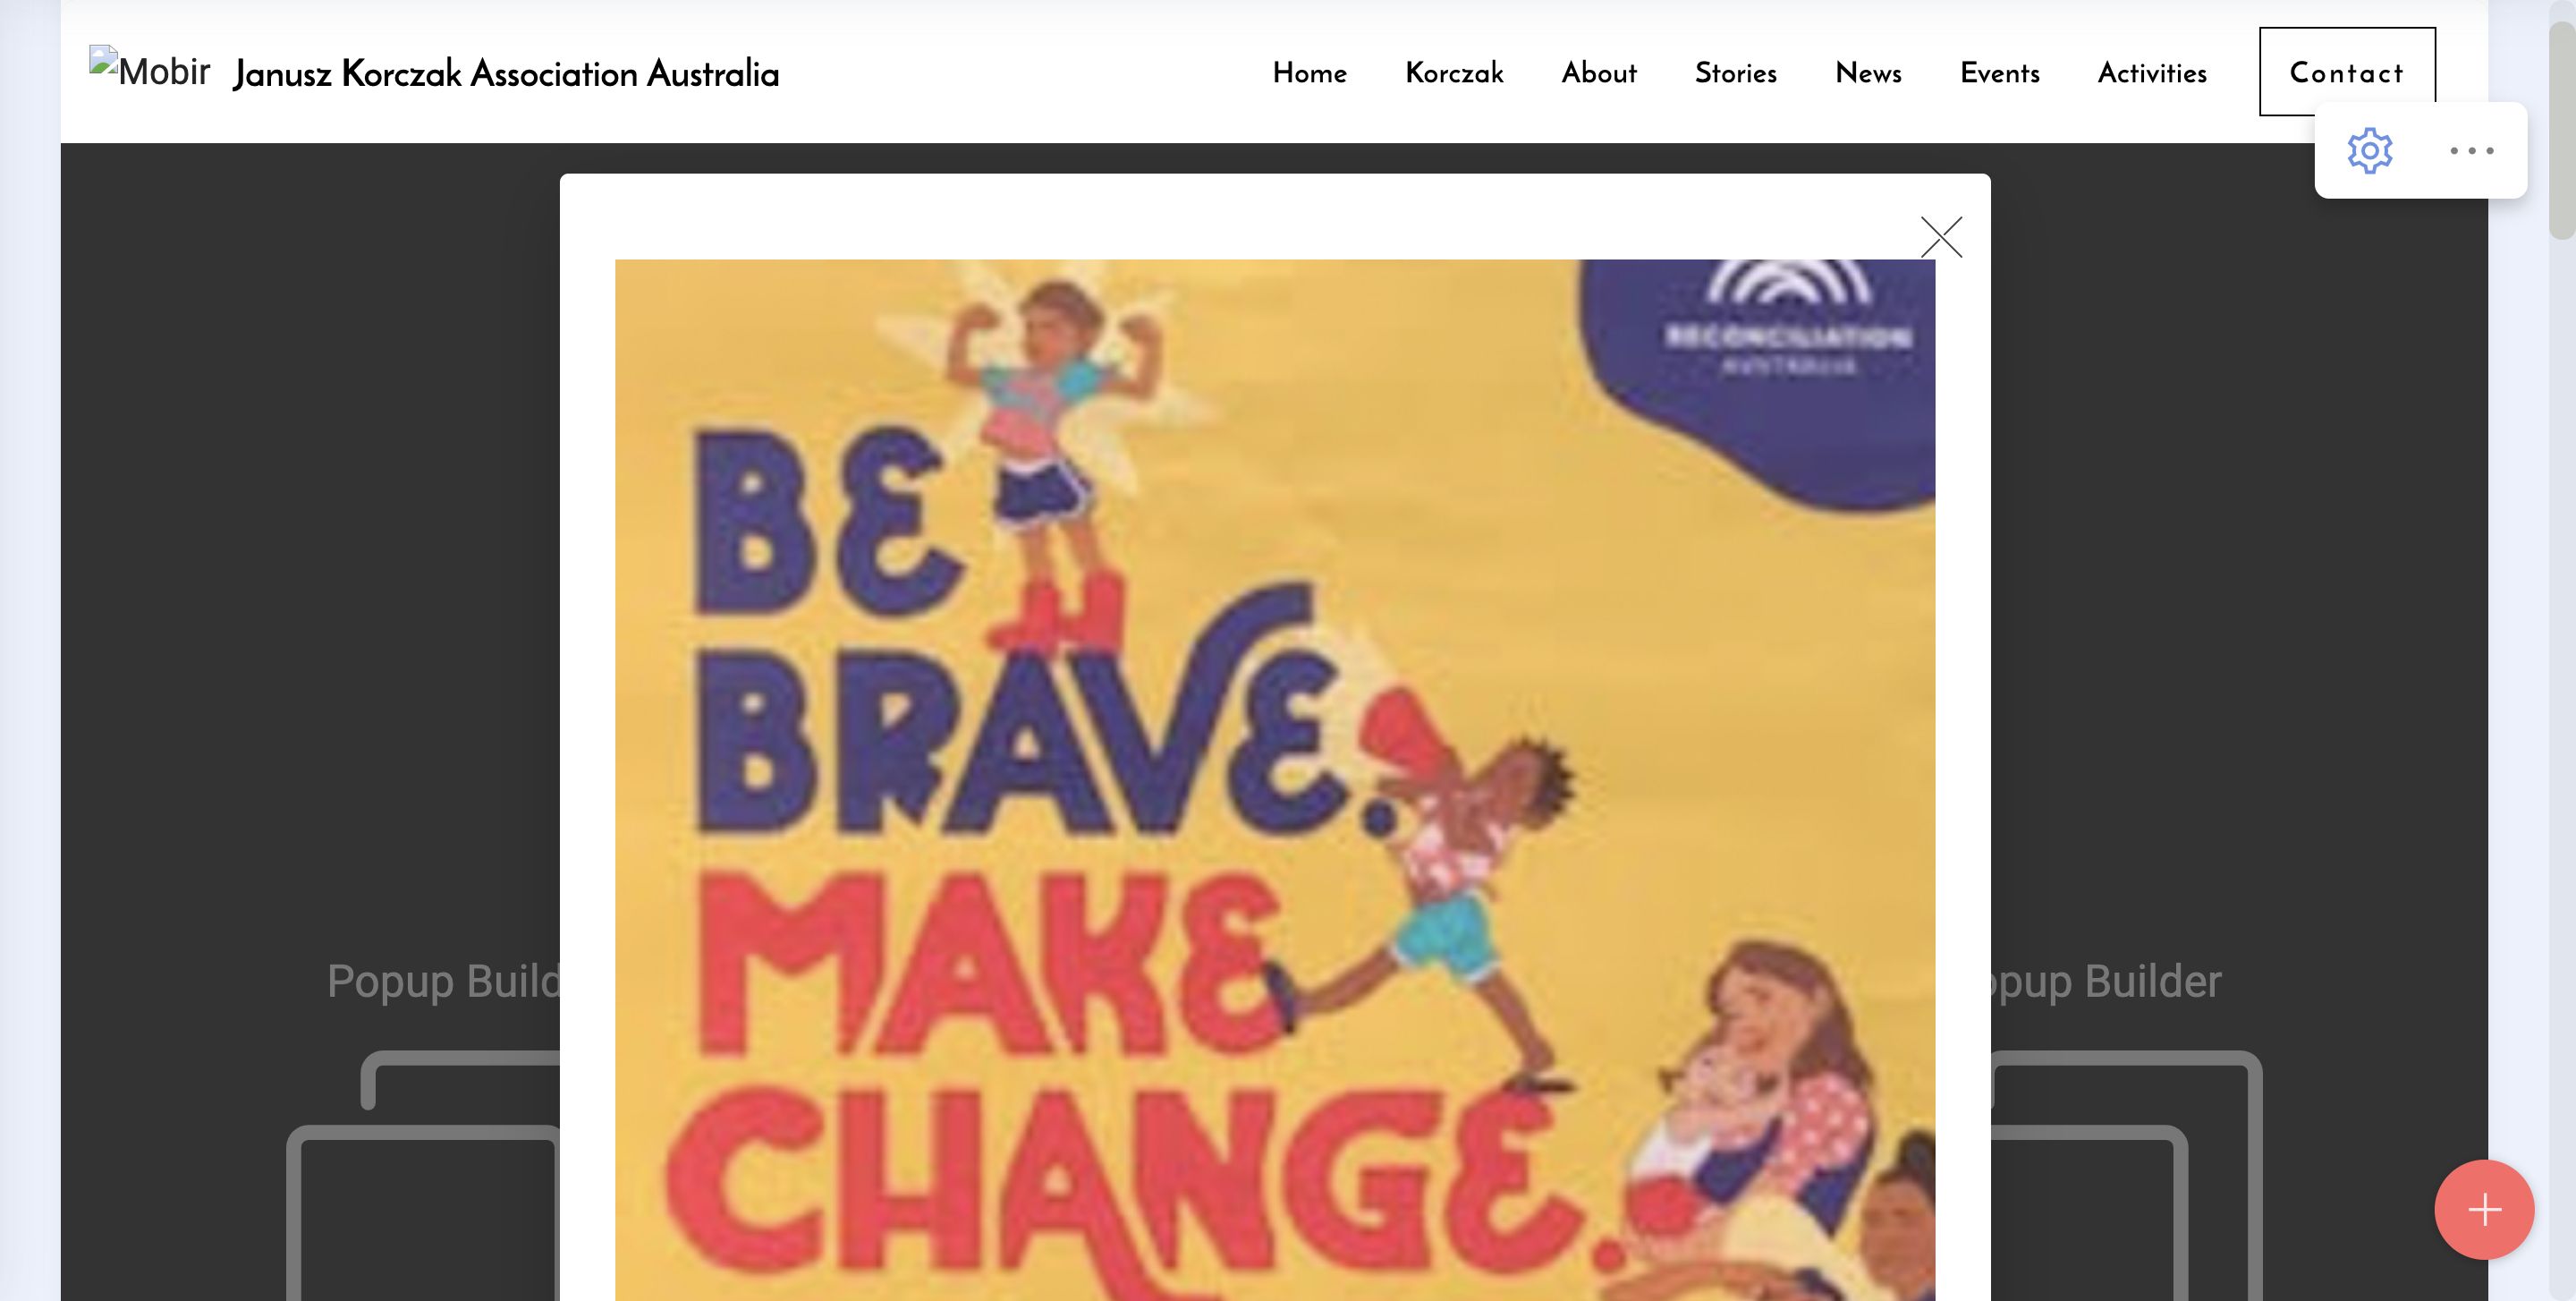 Mobir
Janusz Korczak Association Australia
Home
Korczak
About
Stories
News
Events
Activities
Contact
RECONCILIATION
AUSTRALIA
BE
BRAVE.
MAKE
CHANGE.
Popup Build
opup Builder